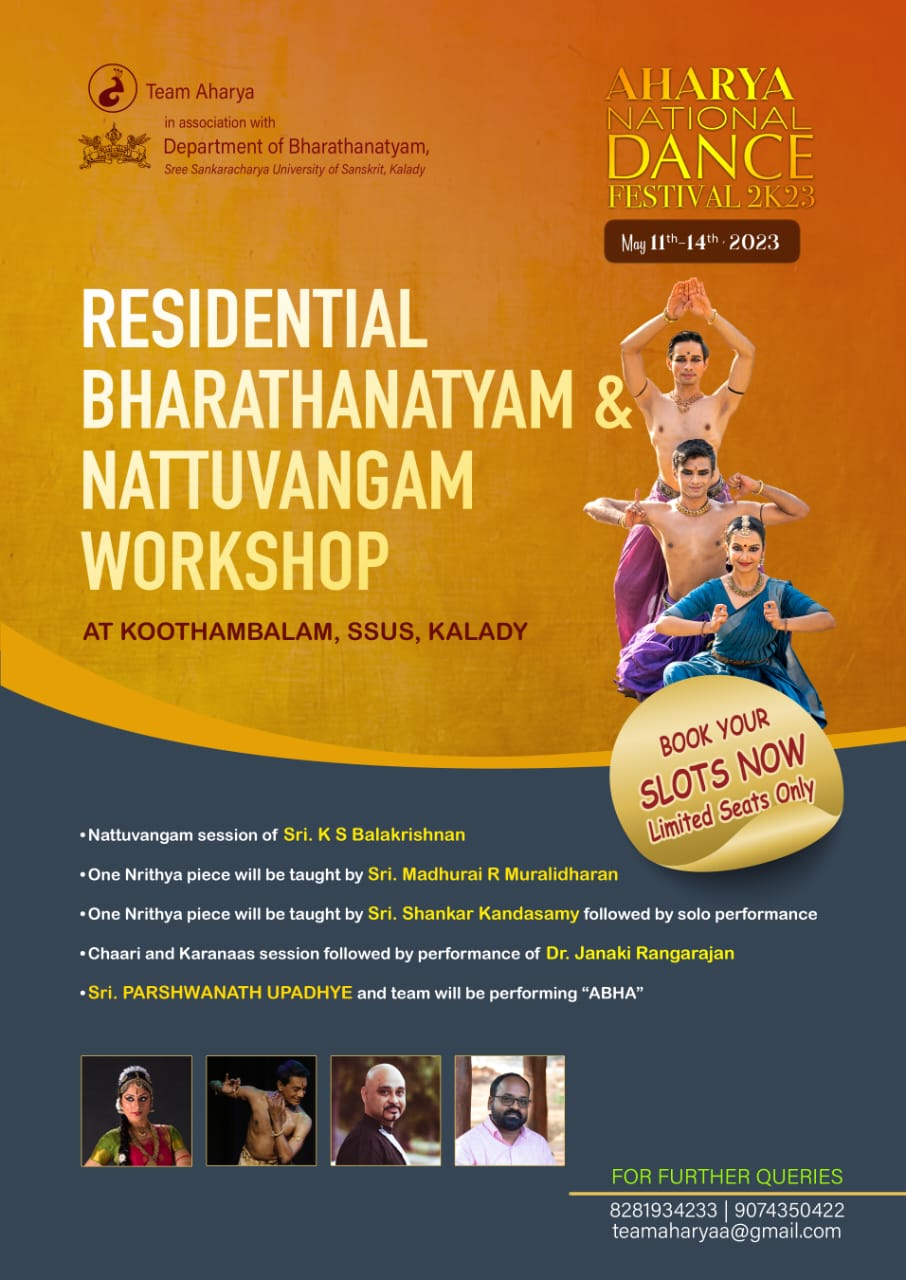 Team Aharya
in association with
Department of Bharathanatyam,
Sree Sankaracharya University of Sanskrit, Kalady
AHARYA
NATIONAL
DANCE
FESTIVAL 2K23
May 11th-14th, 2023
RESIDENTIAL
BHARATHANATYAM &
NATTUVANGAM
WORKSHOP
AT KOOTHAMBALAM, SSUS, KALADY
BOOK YOUR
SLOTS NOW
Limited Seats Only
• Nattuvangam session of Sri. K S Balakrishnan
• One Nrithya piece will be taught by Sri. Madhurai R Muralidharan
• One Nrithya piece will be taught by Sri. Shankar Kandasamy followed by solo performance
• Chaari and Karanaas session followed by performance of Dr. Janaki Rangarajan
• Sri. PARSHWANATH UPADHYE and team will be performing “ABHA”
FOR FURTHER QUERIES
8281934233 | 9074350422
teamaharyaa@gmail.com